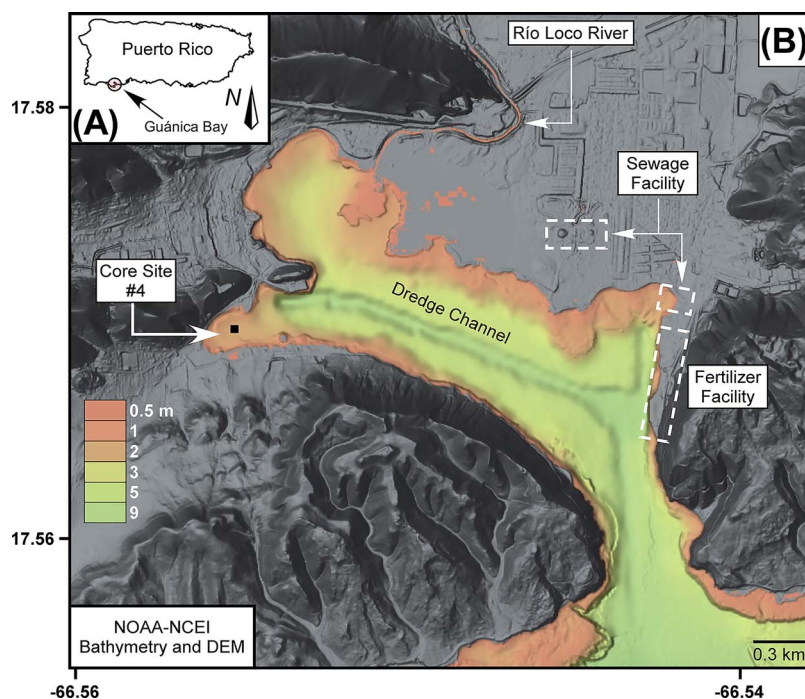 Puerto Rico
N
(A)
Guánica Bay
Río Loco River
(B)
17.58
Sewage
Facility
Core Site
#4
Dredge Channel
Fertilizer
Facility
0.5 m
1
2
3
5
9
17.56
NOAA-NCEI
Bathymetry and DEM
0.3 km
-66.56
-66.54